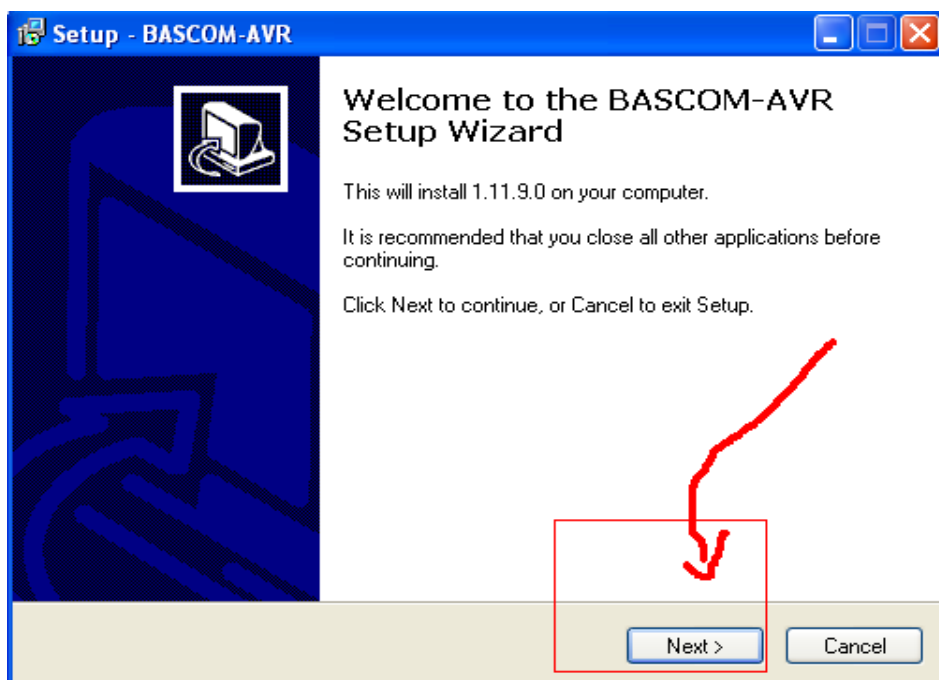 Setup - BASCOM-AVR
Welcome to the BASCOM-AVR
Setup Wizard
This will install 1.11.9.0 on your computer.
It is recommended that you close all other applications before
continuing.
Click Next to continue, or Cancel to exit Setup.
Next >
Cancel